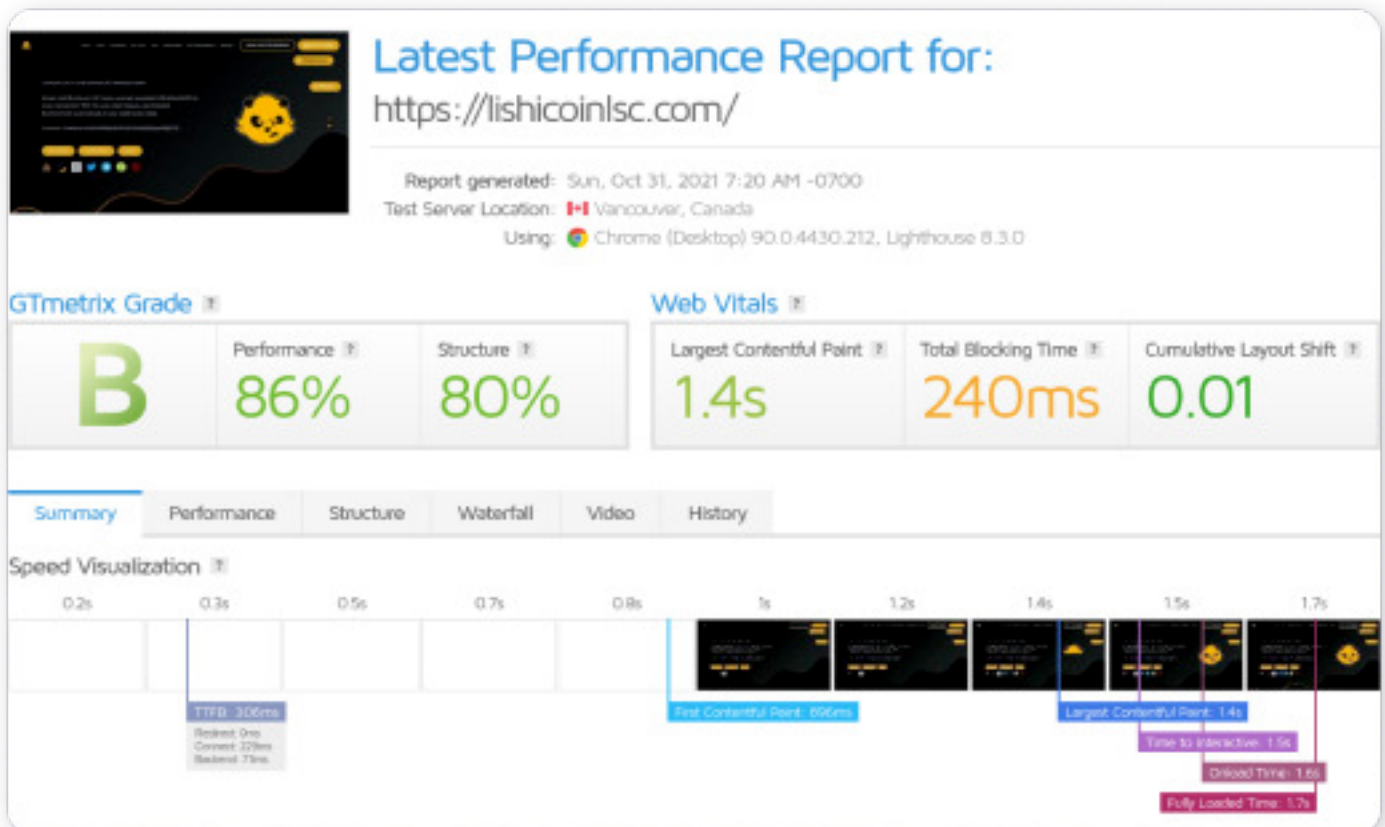 Latest Performance Report for:
https://lishicoinlsc.com/
Report generated: Sun, Oct 31, 2021 7:20 AM -0700
Test Server Location: Vancouver, Canada
Using: Chrome (Desktop) 90.0.4430.212, Lighthouse 8.3.0
GTmetrix Grade ?
Web Vitals ?
B
Performance ?
86%
Structure ?
80%
Largest Contentful Paint ?
1.4s
Total Blocking Time ?
240ms
Cumulative Layout Shift ?
0.01
Summary Performance Structure Waterfall Video History
Speed Visualization ?
0.2s 0.3s 0.5s 0.7s 0.8s 1s 1.2s 1.4s 1.5s 1.7s
TTFB: 306ms
Redirect: 0ms
Connect: 229ms
Backend: 71ms
First Contentful Paint: 896ms
Largest Contentful Paint: 1.4s
Time to Interactive: 1.5s
Onload Time: 1.6s
Fully Loaded Time: 1.7s